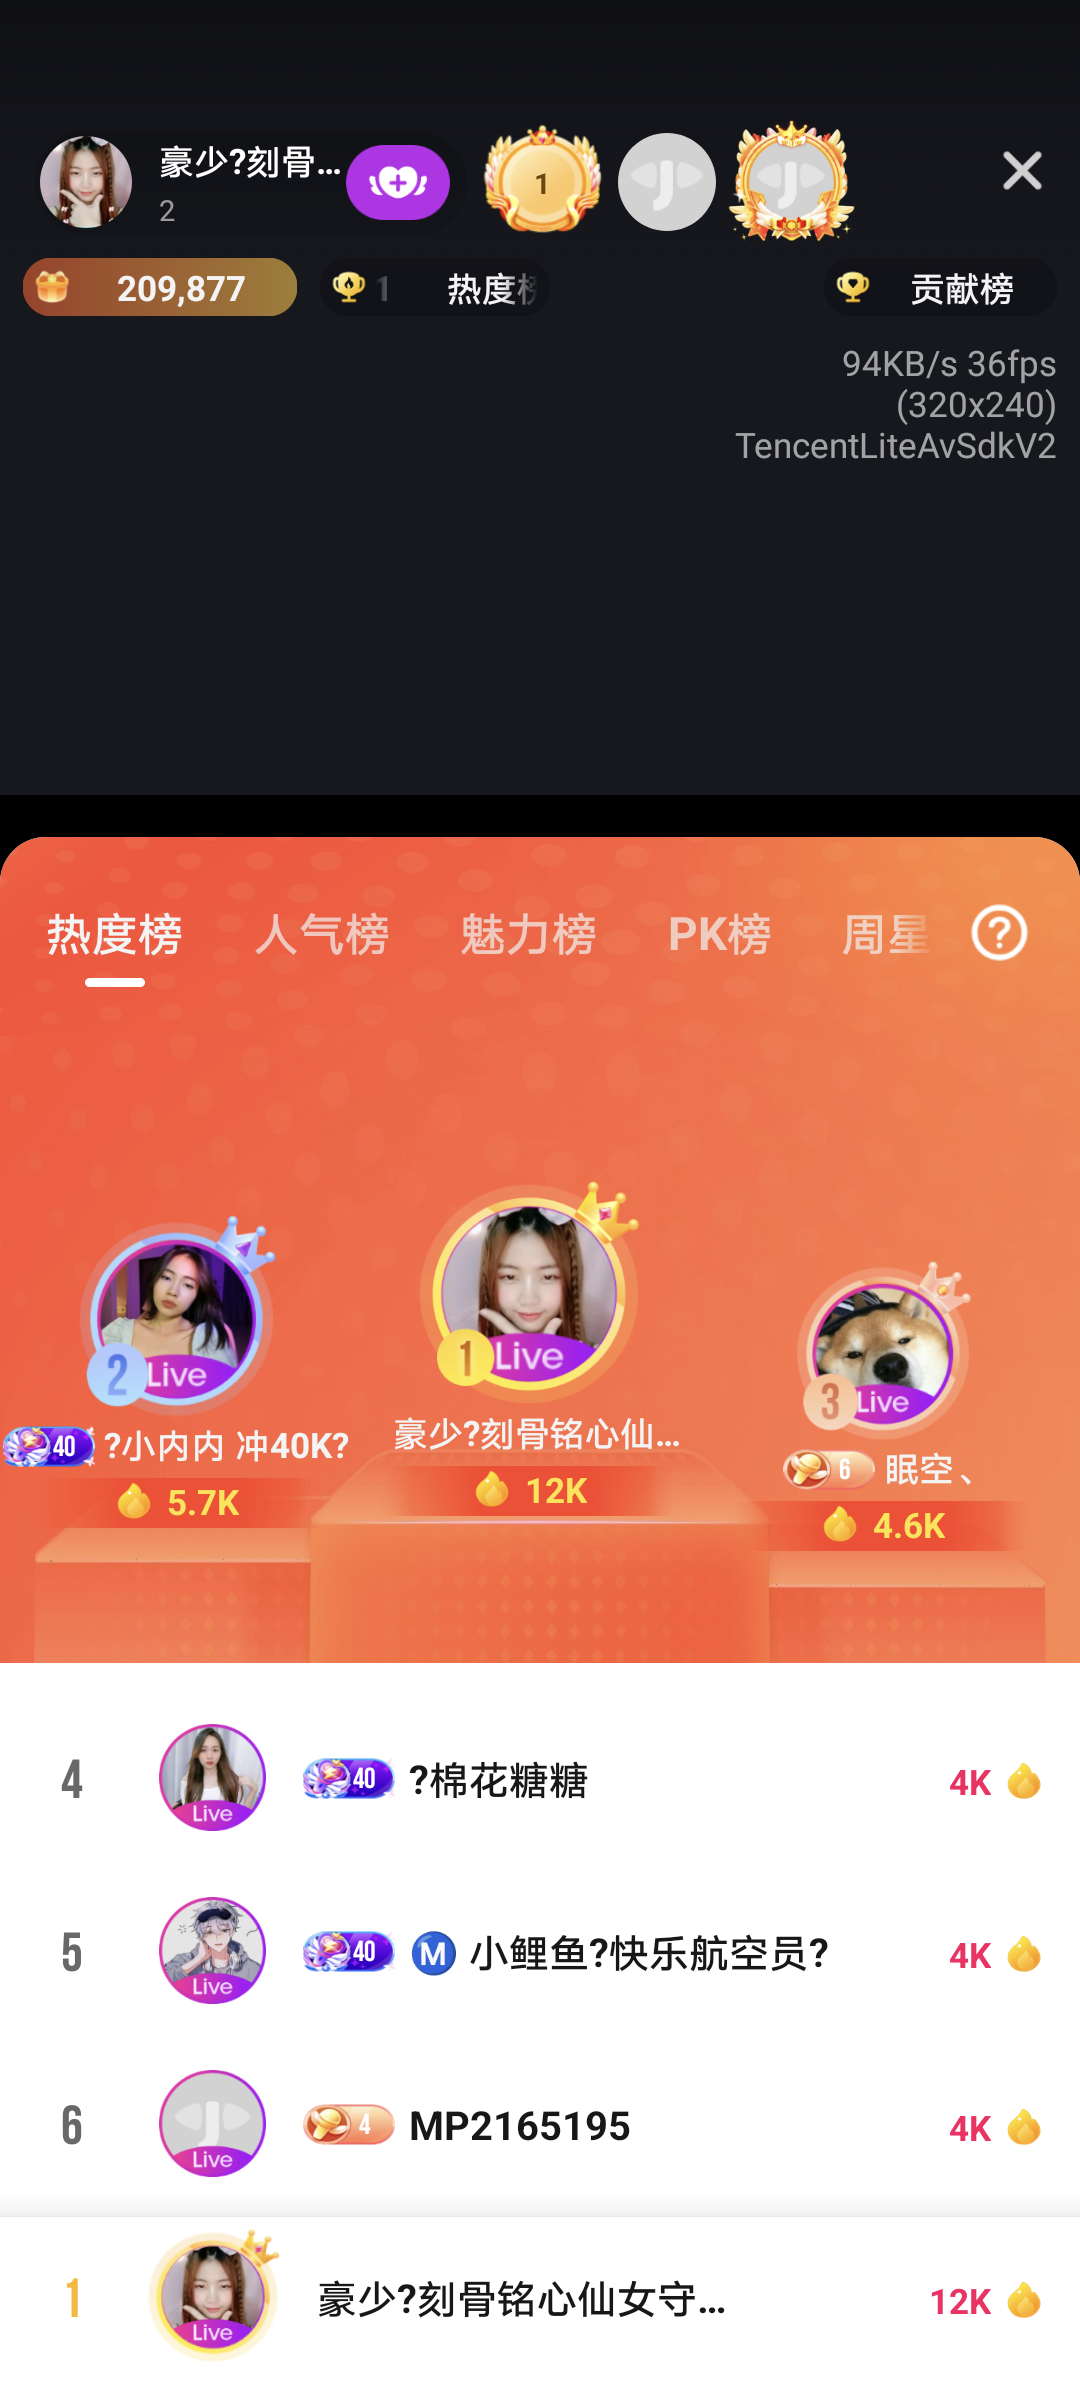 豪少?刻骨...
2
1
209,877
1
热度榜
贡献榜
94KB/s 36fps
(320x240)
TencentLiteAvSdkV2
热度榜
人气榜
魅力榜
PK榜
周星
?
2
Live
1
Live
3
Live
40
?小内内 冲40K?
豪少?刻骨铭心仙...
6
眠空、
5.7K
12K
4.6K
4
Live
40
?棉花糖糖
4K
5
Live
40
M 小鲤鱼?快乐航空员?
4K
6
Live
4
MP2165195
4K
1
Live
豪少?刻骨铭心仙女守...
12K